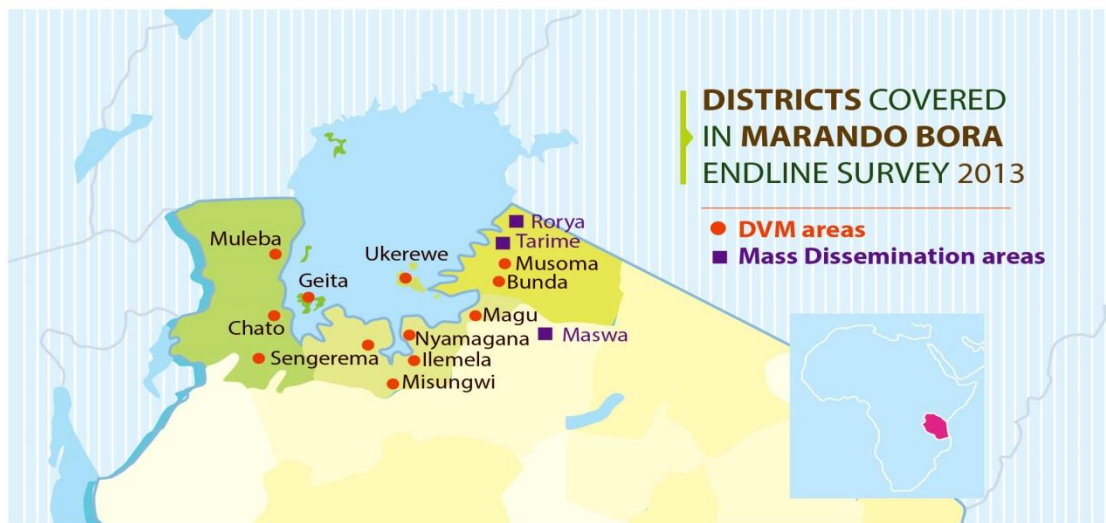 DISTRICTS COVERED
IN MARANDO BORA
ENDLINE SURVEY 2013
DVM areas
Mass Dissemination areas
Rorya
Tarime
Muleba
Ukerewe
Musoma
Geita
Bunda
Chato
Magu
Nyamagana
Maswa
Sengerema
Ilemela
Misungwi